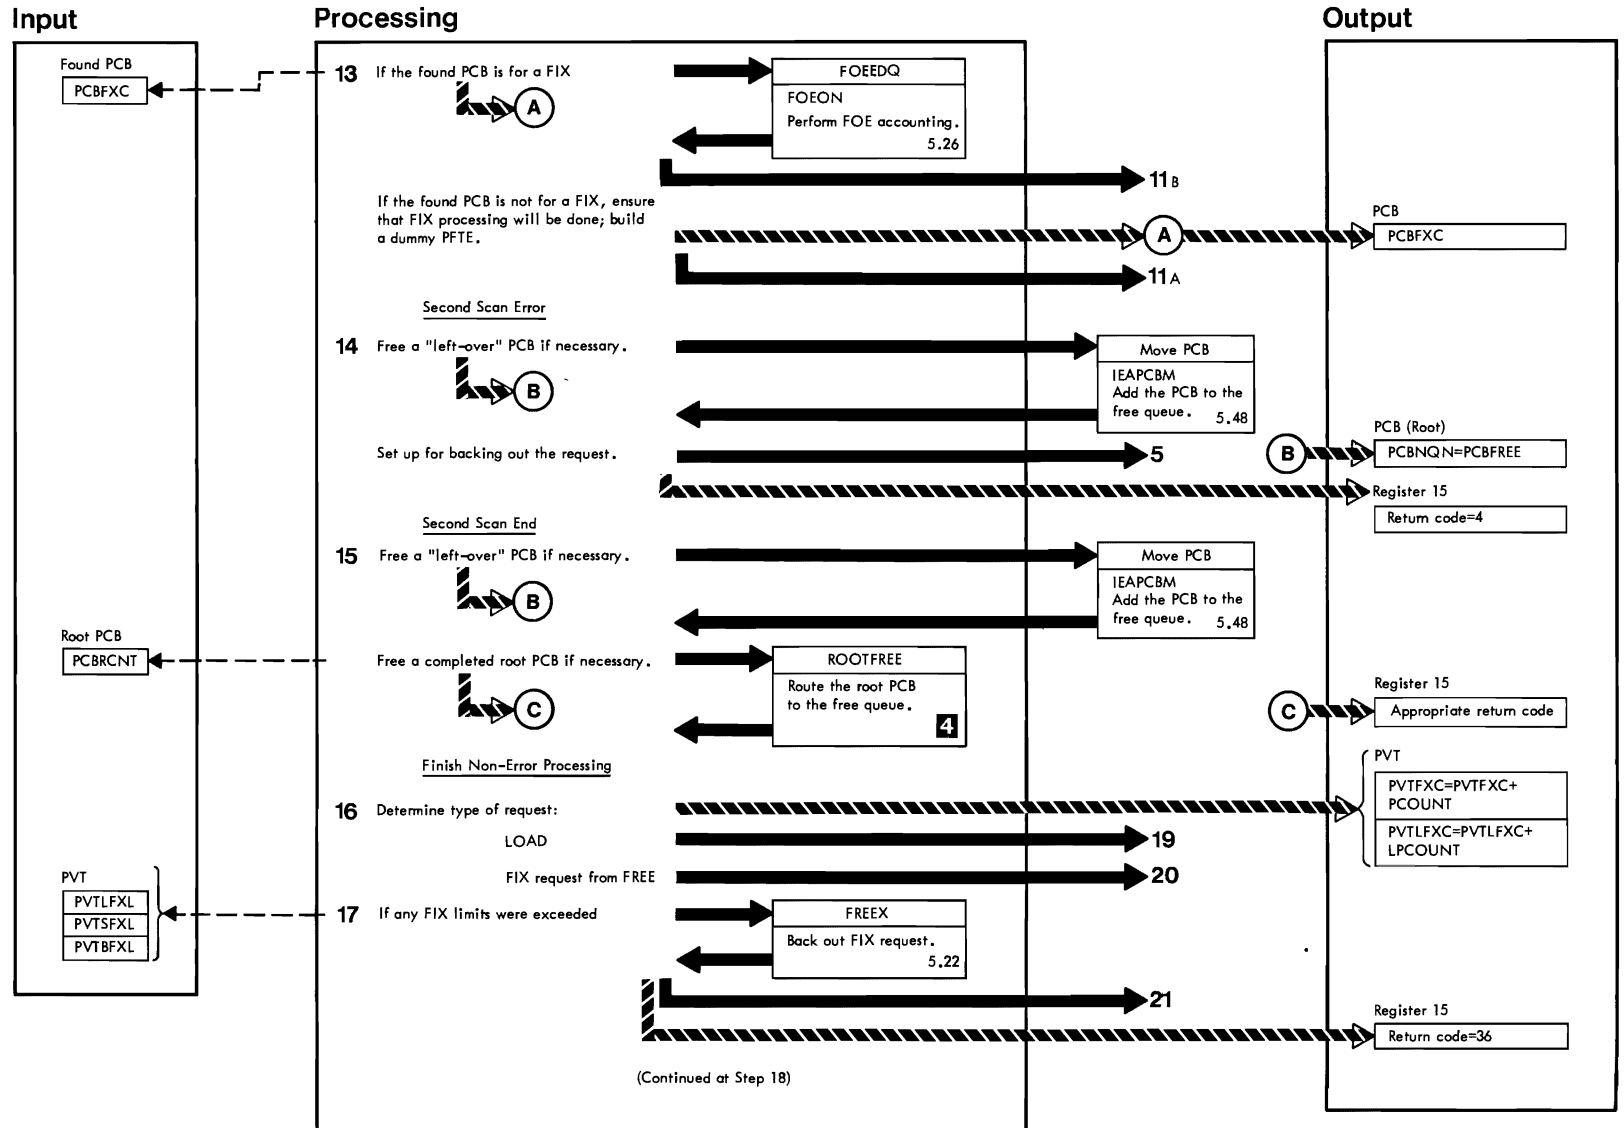 Input
Processing
Output
Found PCB
PCBFXC
13 If the found PCB is for a FIX
A
FOEEDQ
FOEON
Perform FOE accounting.
5.26
11B
If the found PCB is not for a FIX, ensure
that FIX processing will be done; build
a dummy PFTE.
A
PCB
PCBFXC
11A
Second Scan Error
14 Free a "left-over" PCB if necessary.
B
Move PCB
IEAPCBM
Add the PCB to the
free queue. 5.48
Set up for backing out the request.
5
B
PCB (Root)
PCBNQN=PCBFREE
Register 15
Return code=4
Second Scan End
15 Free a "left-over" PCB if necessary.
B
Move PCB
IEAPCBM
Add the PCB to the
free queue. 5.48
Root PCB
PCBRCNT
Free a completed root PCB if necessary.
C
ROOTFREE
Route the root PCB
to the free queue.
4
C
Register 15
Appropriate return code
Finish Non-Error Processing
16 Determine type of request:
PVT
PVTFXC=PVTFXC+
PCOUNT
PVTLFXC=PVTLFXC+
LPCOUNT
LOAD
19
FIX request from FREE
20
PVT
PVTLFXL
PVTSFXL
PVTBFXL
17 If any FIX limits were exceeded
FREEX
Back out FIX request.
5.22
21
Register 15
Return code=36
(Continued at Step 18)